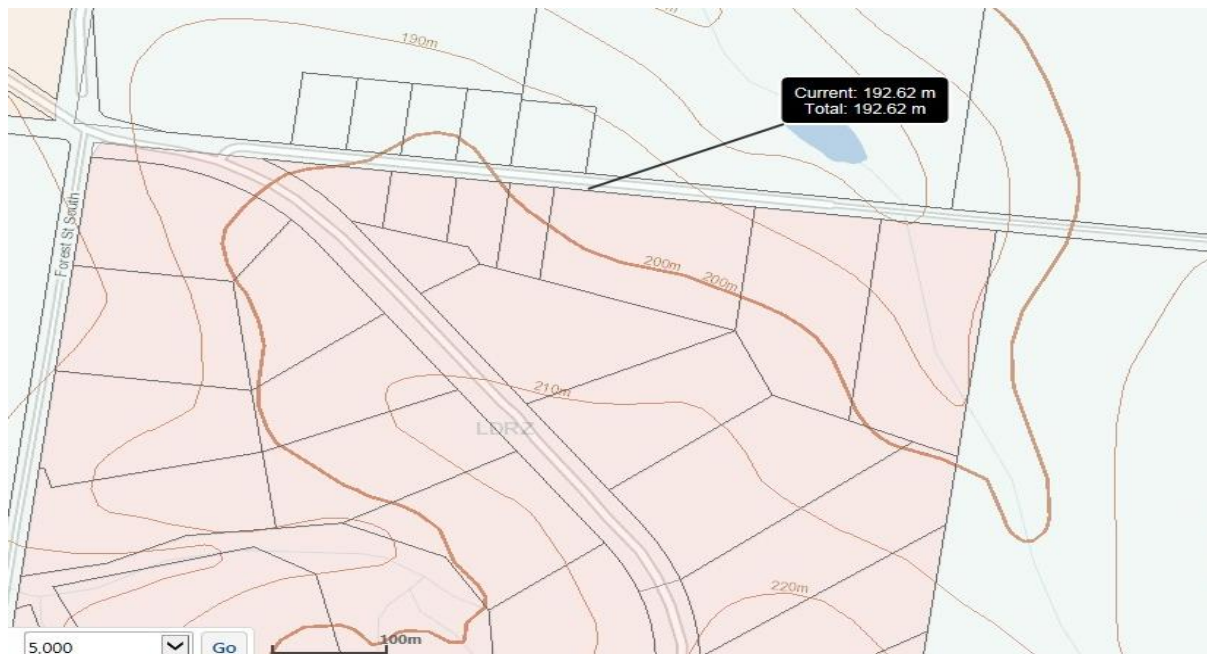 190m
Current: 192.62 m
Total: 192.62 m
Forest St South
200m
200m
210m
LDRZ
220m
5,000
Go
100m